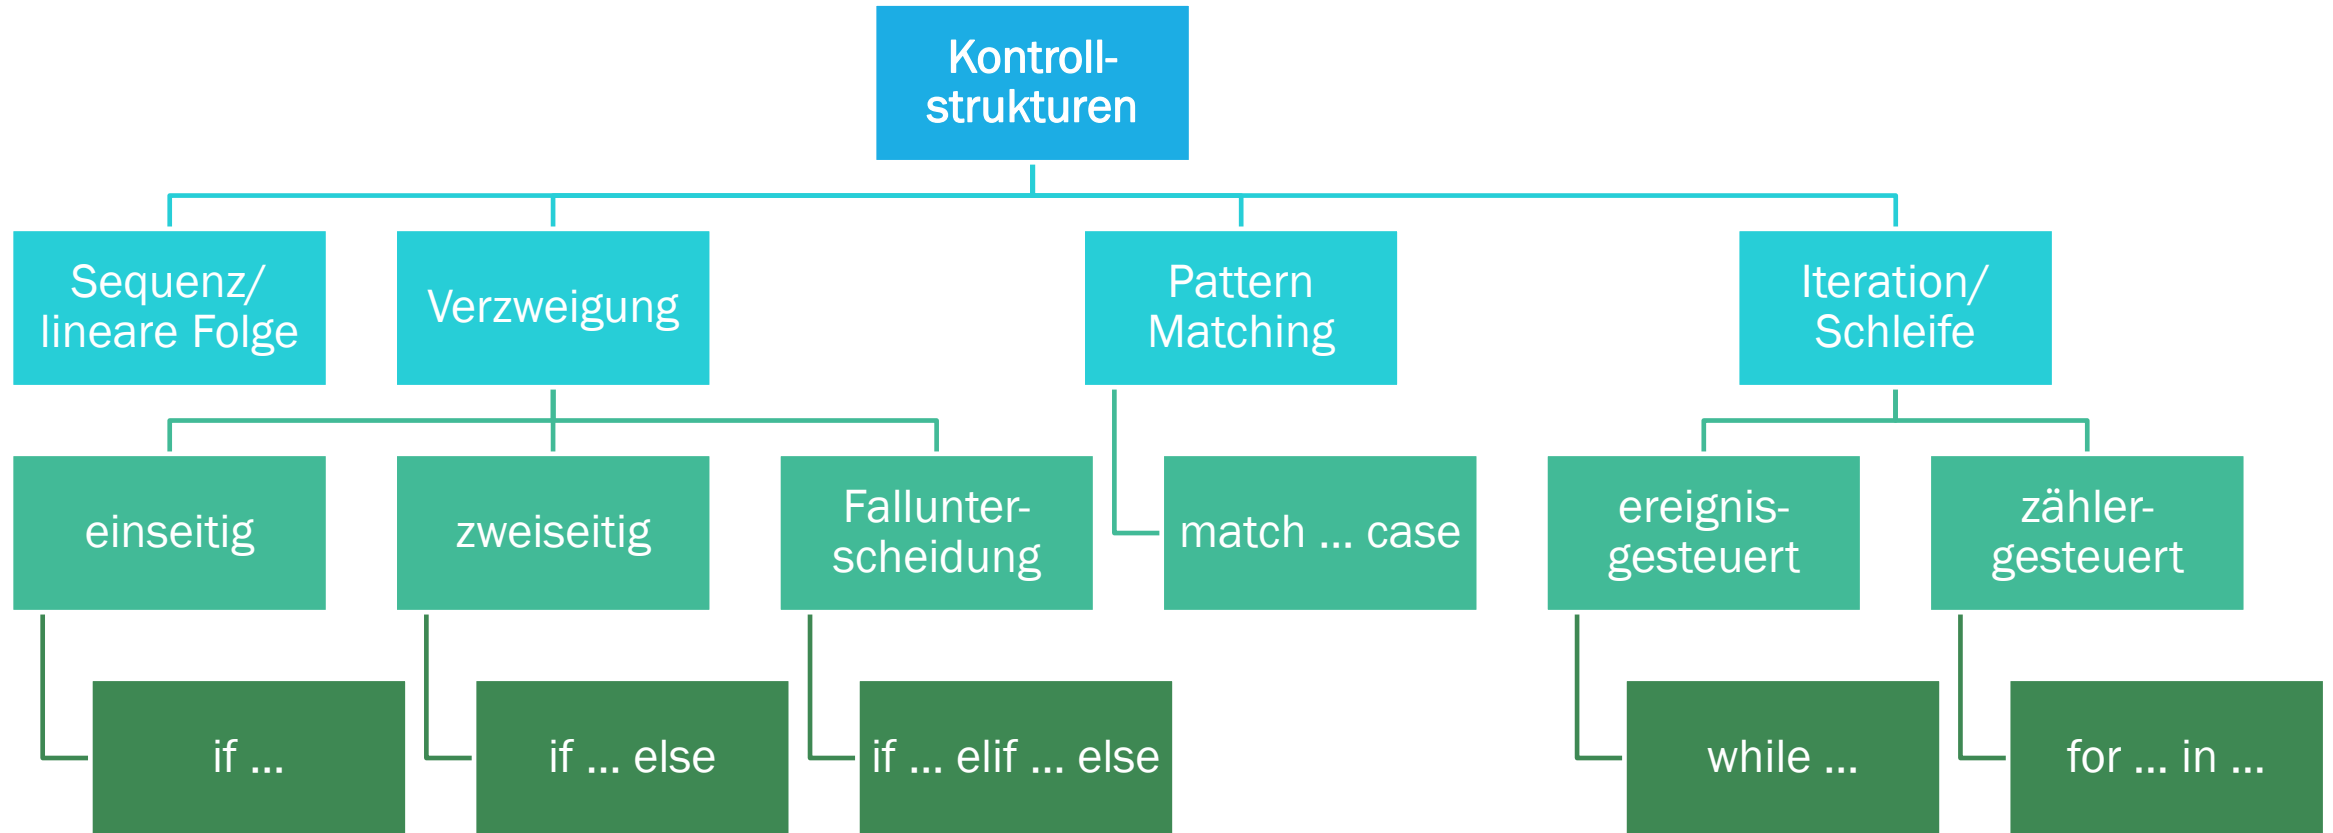 Kontroll-
strukturen
Sequenz/
lineare Folge
Verzweigung
Pattern
Matching
Iteration/
Schleife
einseitig
zweiseitig
Fallunter-
scheidung
match ... case
ereignis-
gesteuert
zähler-
gesteuert
if ...
if ... else
if ... elif ... else
while ...
for ... in ...